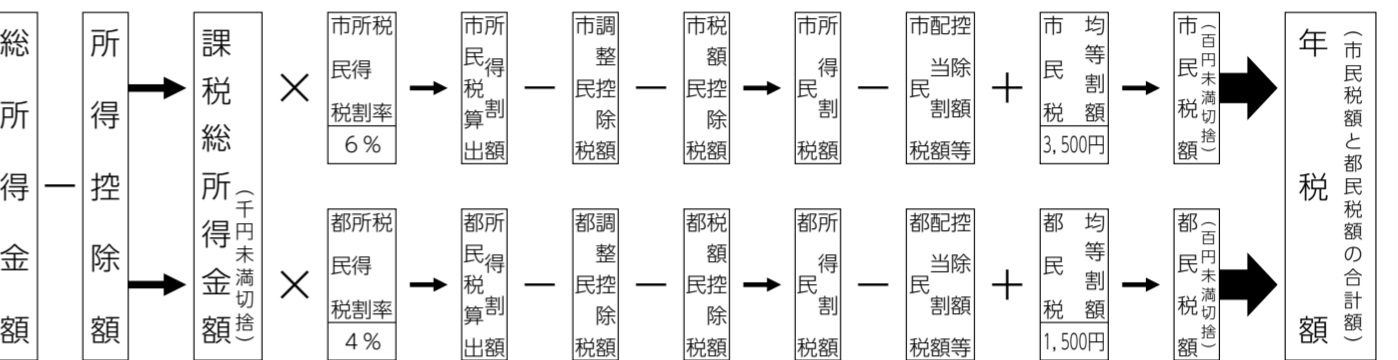 総所得金額
－
所得控除額
課税総所得金額
（千円未満切捨）
×
市民税所得割税率
6％
市民税所得割算出額
－
市民税調整控除額
－
市民税税額控除額
市民税所得割額
－
市民税配当割控除額等
＋
市民税均等割額
3,500円
市民税額
（百円未満切捨）
×
都民税所得割税率
4％
都民税所得割算出額
－
都民税調整控除額
－
都民税税額控除額
都民税所得割額
－
都民税配当割控除額等
＋
都民税均等割額
1,500円
都民税額
（百円未満切捨）
年税額
（市民税額と都民税額の合計額）